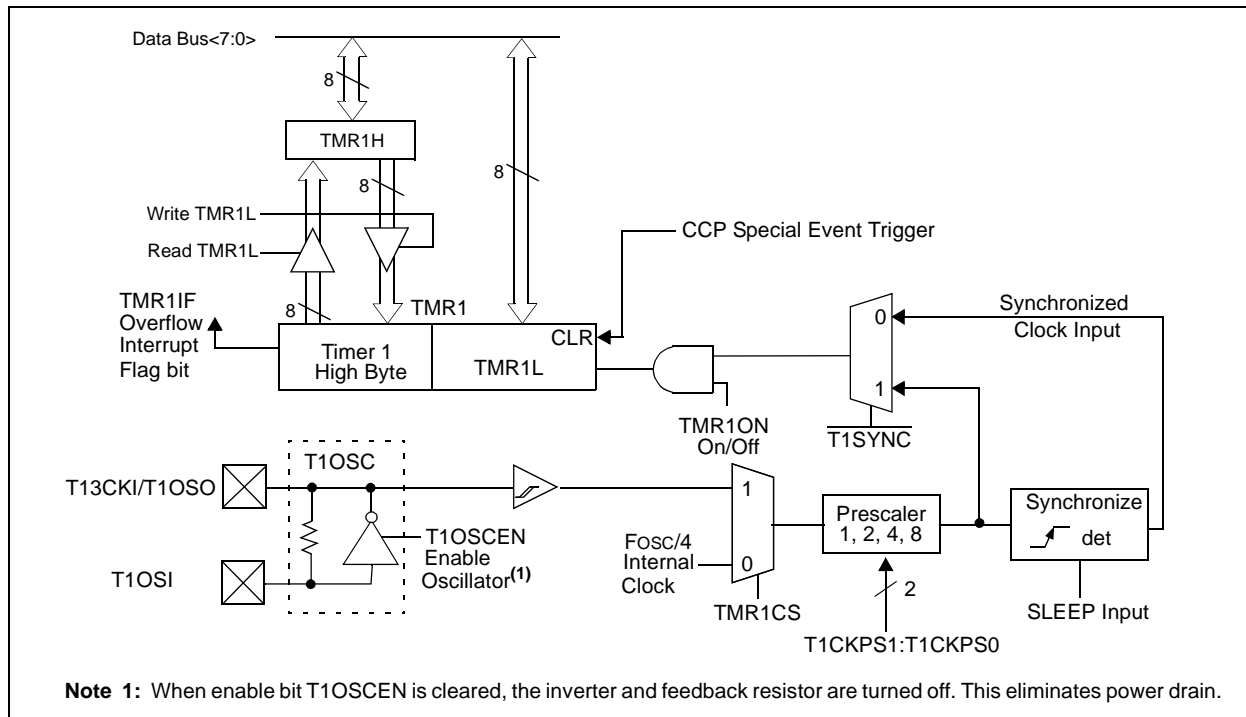 Data Bus<7:0>
8
TMR1H
8
8
Write TMR1L
Read TMR1L
CCP Special Event Trigger
8
TMR1IF
Overflow
Interrupt
Flag bit
TMR1
CLR
Timer 1
High Byte
TMR1L
0
1
Synchronized
Clock Input
TMR1ON
On/Off
T1SYNC
T1OSC
T13CKI/T1OSO
T1OSI
T1OSCEN
Enable
Oscillator(1)
FOSC/4
Internal
Clock
1
0
TMR1CS
Prescaler
1, 2, 4, 8
2
T1CKPS1:T1CKPS0
Synchronize
det
SLEEP Input
Note 1: When enable bit T1OSCEN is cleared, the inverter and feedback resistor are turned off. This eliminates power drain.